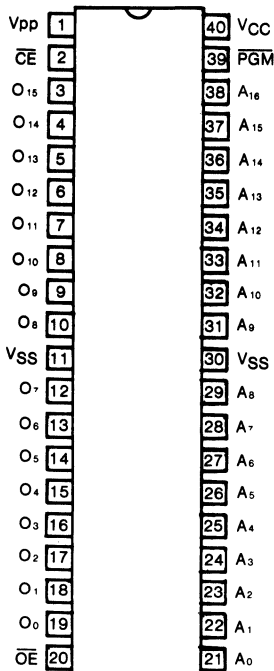 Vpp 1 40 VCC
C̅E̅ 2 39 P̅G̅M̅
O15 3 38 A16
O14 4 37 A15
O13 5 36 A14
O12 6 35 A13
O11 7 34 A12
O10 8 33 A11
O9 9 32 A10
O8 10 31 A9
VSS 11 30 VSS
O7 12 29 A8
O6 13 28 A7
O5 14 27 A6
O4 15 26 A5
O3 16 25 A4
O2 17 24 A3
O1 18 23 A2
O0 19 22 A1
O̅E̅ 20 21 A0